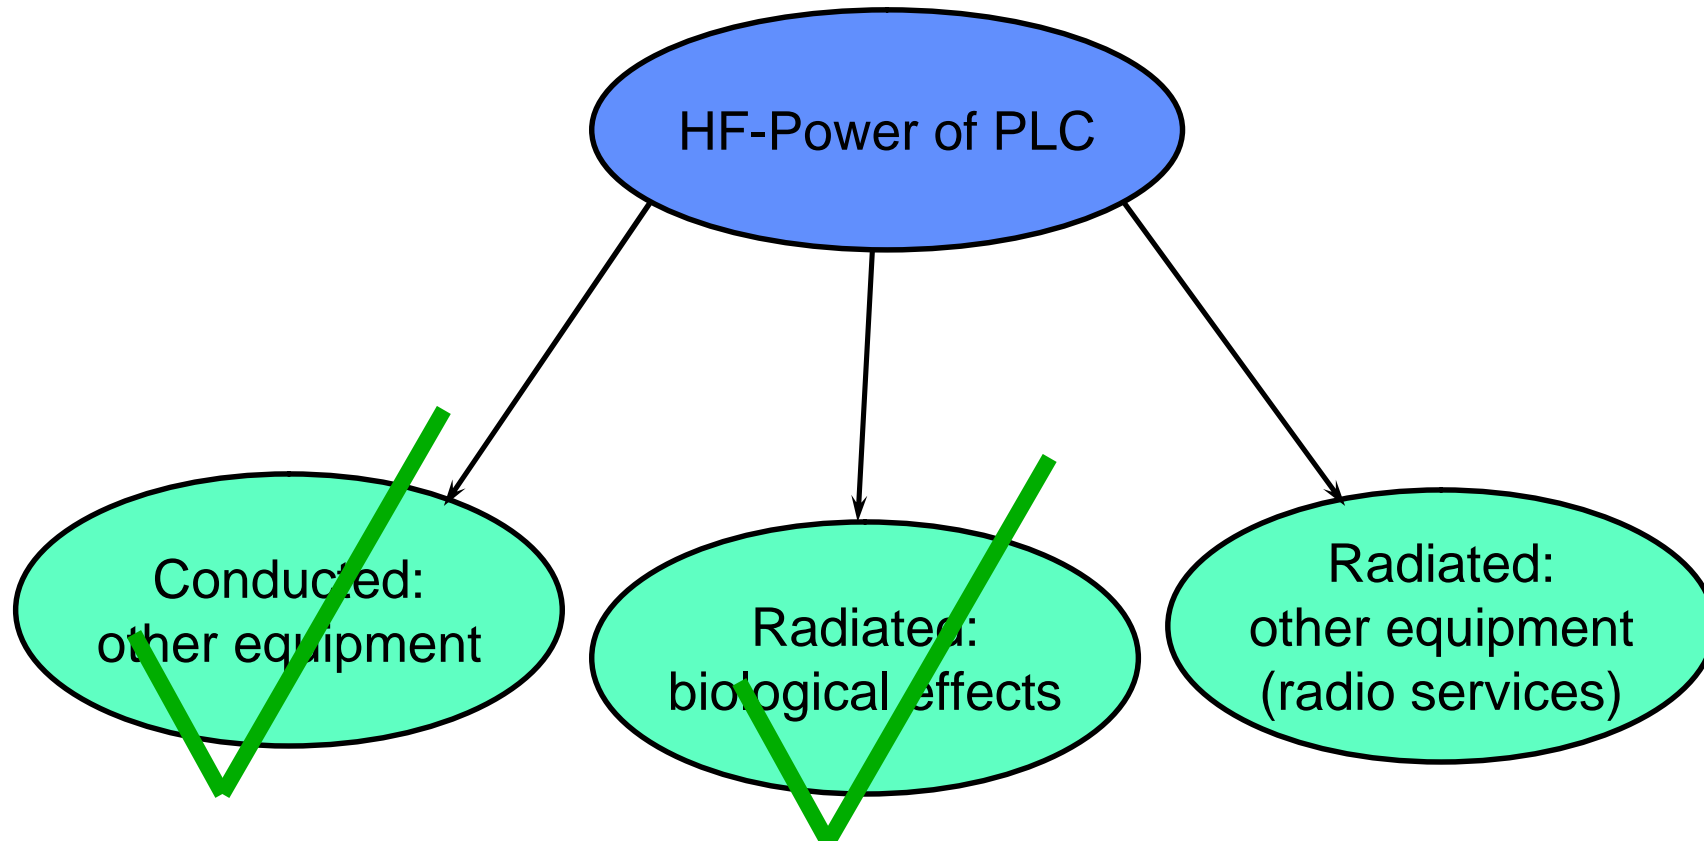 HF-Power of PLC
Conducted:
other equipment
Radiated:
biological effects
Radiated:
other equipment
(radio services)